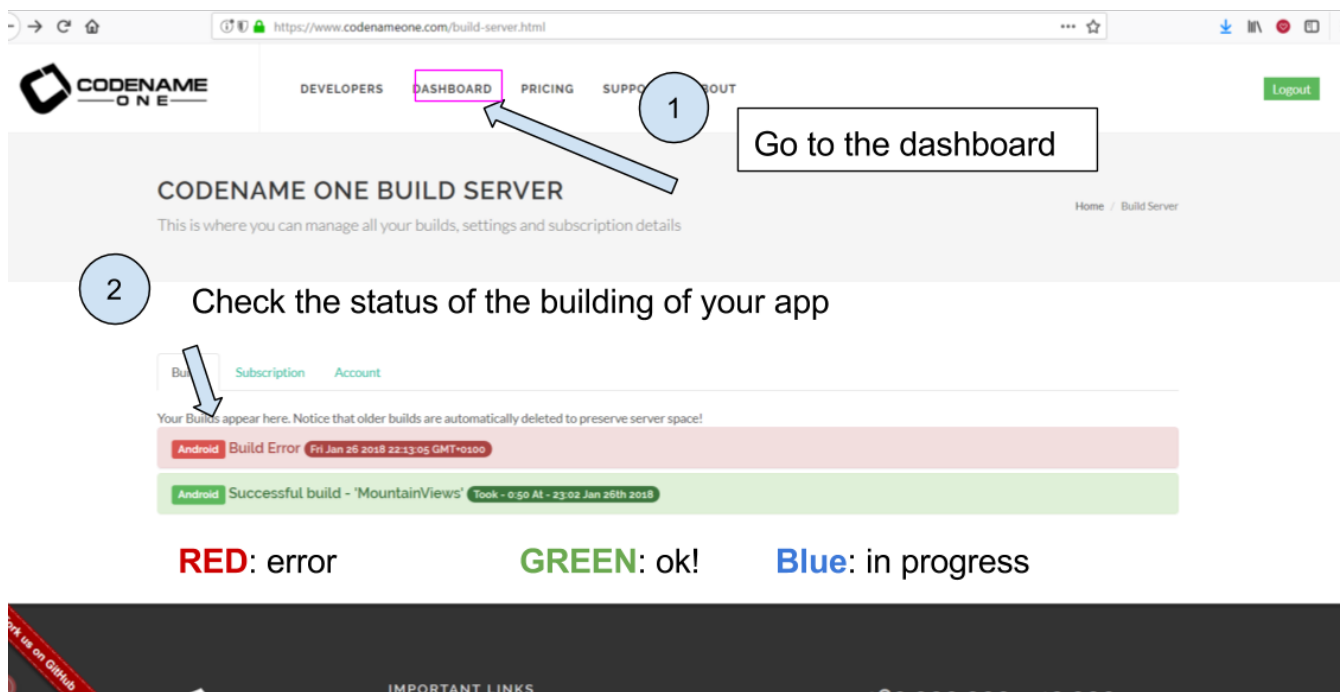 https://www.codenameone.com/build-server.html
CODENAME
ONE
DEVELOPERS DASHBOARD PRICING
Logout
1
Go to the dashboard
CODENAME ONE BUILD SERVER
This is where you can manage all your builds, settings and subscription details
Home / Build Server
2
Check the status of the building of your app
Subscription Account
Your Builds appear here. Notice that older builds are automatically deleted to preserve server space!
Android Build Error Fri Jan 26 2018 22:13:05 GMT+0100
Android Successful build - 'MountainViews' Took - 0:50 At - 23:02 Jan 26th 2018
RED: error GREEN: ok! Blue: in progress
Fork us on GitHub
IMPORTANT LINKS